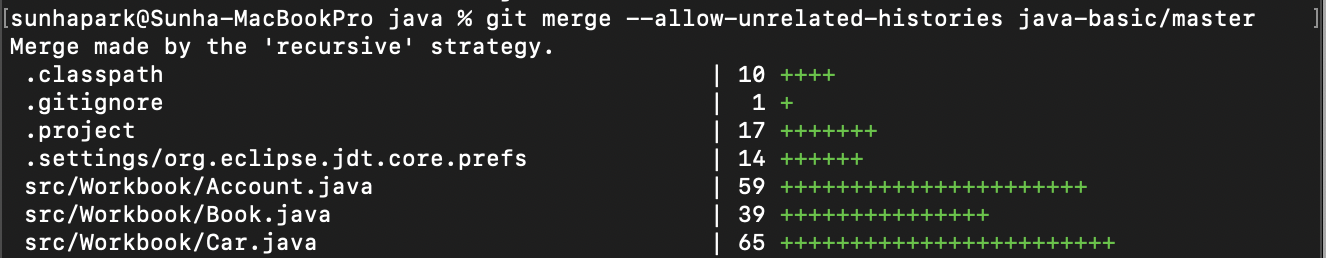 [sunhapark@Sunha-MacBookPro java % git merge --allow-unrelated-histories java-basic/master ]
Merge made by the 'recursive' strategy.
.classpath | 10 ++++
.gitignore | 1 +
.project | 17 +++++++
.settings/org.eclipse.jdt.core.prefs | 14 ++++++
src/Workbook/Account.java | 59 ++++++++++++++++++++++
src/Workbook/Book.java | 39 +++++++++++++++
src/Workbook/Car.java | 65 ++++++++++++++++++++++++